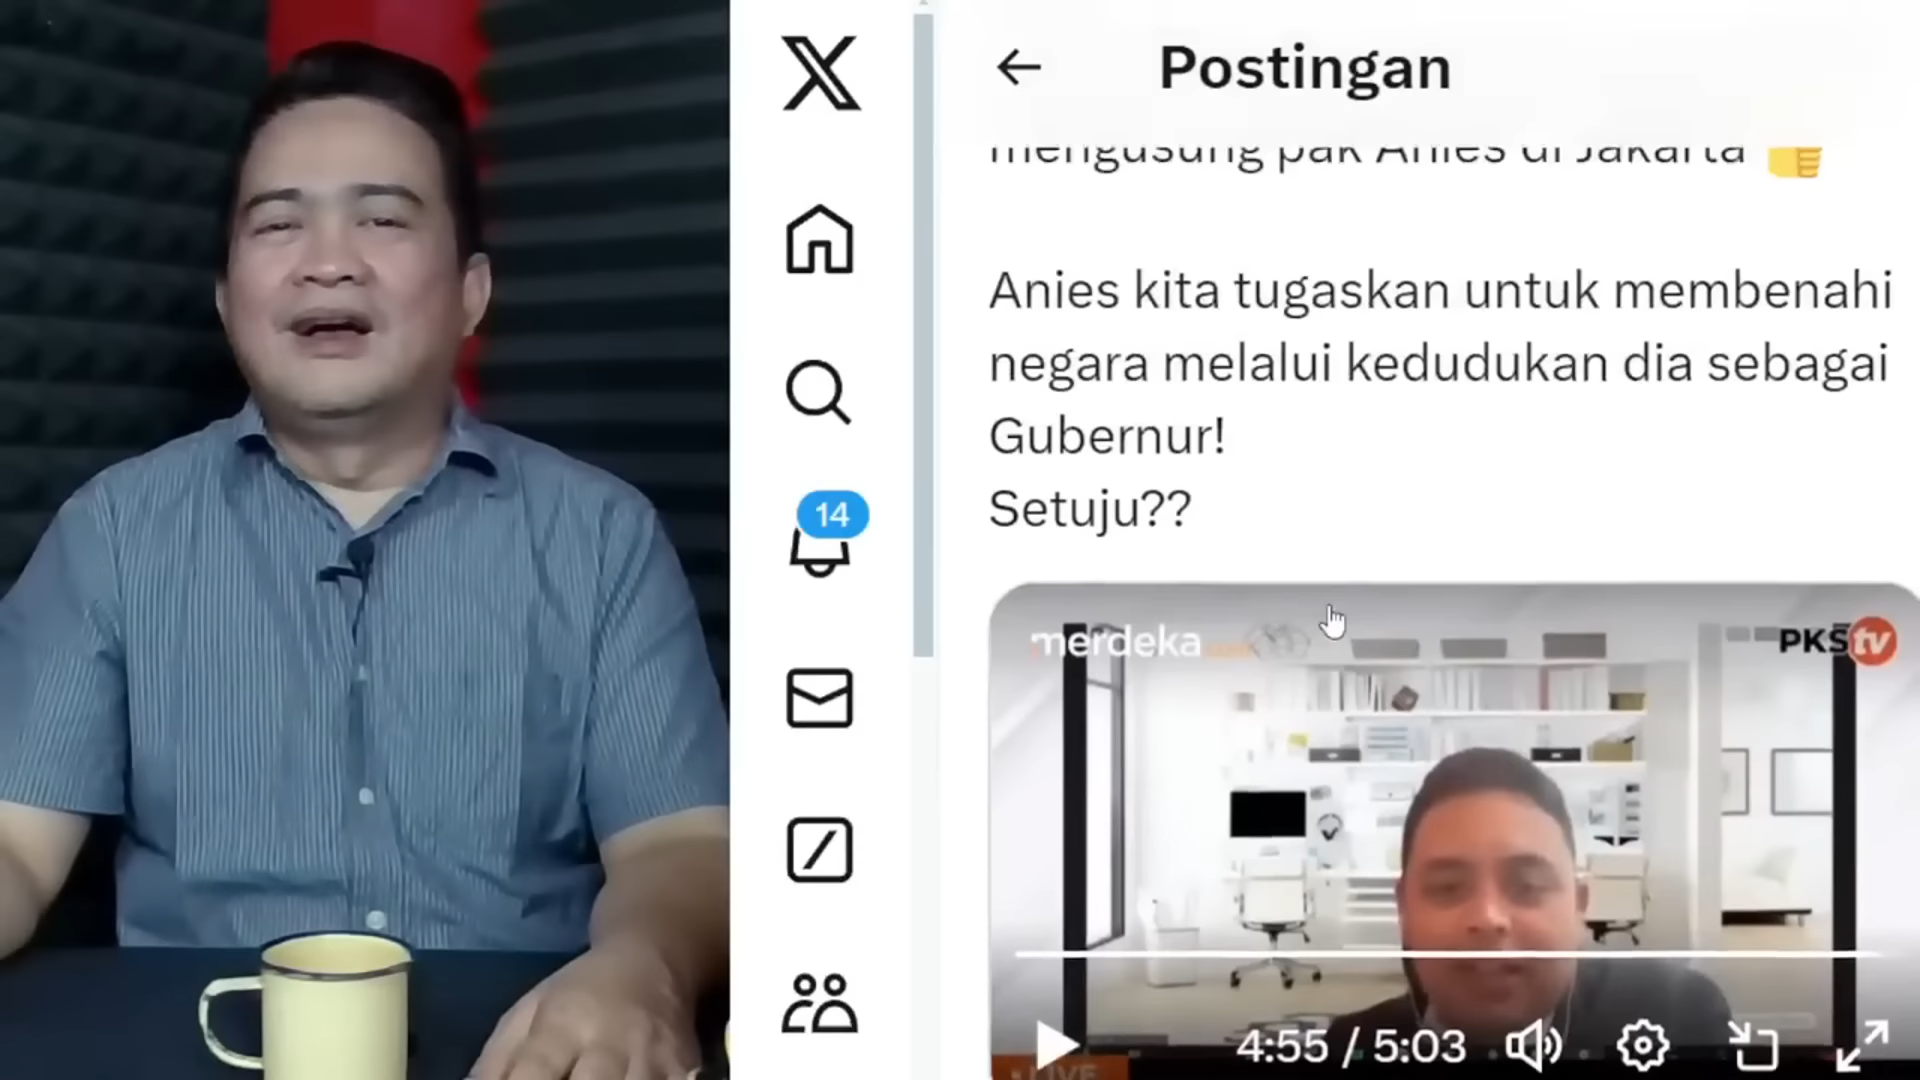 Postingan
mengusung pak Anies di Jakarta
Anies kita tugaskan untuk membenahi
negara melalui kedudukan dia sebagai
Gubernur!
Setuju??
14
merdeka
PKStv
4:55 / 5:03
LIVE